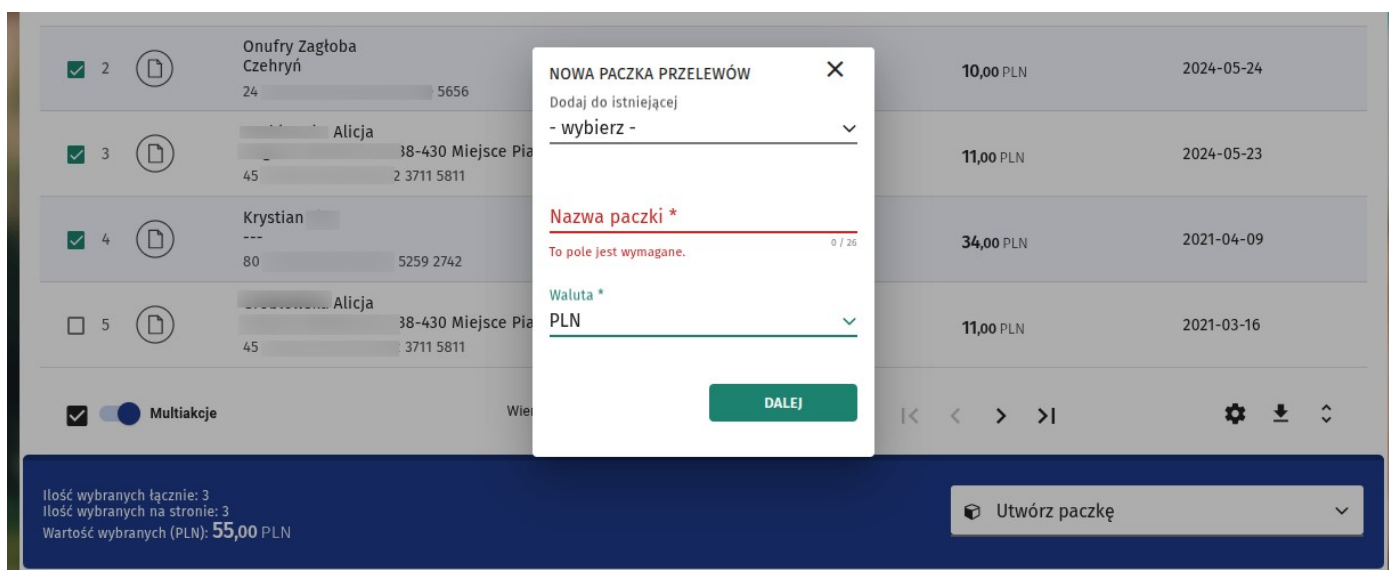 2
Onufry Zagłoba
Czehryń
24 5656
10,00 PLN
2024-05-24
3
Alicja
38-430 Miejsce Pia
45 2 3711 5811
11,00 PLN
2024-05-23
4
Krystian
---
80 5259 2742
34,00 PLN
2021-04-09
5
Alicja
38-430 Miejsce Pia
45 3711 5811
11,00 PLN
2021-03-16
NOWA PACZKA PRZELEWÓW
Dodaj do istniejącej
- wybierz -
Nazwa paczki *
To pole jest wymagane.
0 / 26
Waluta *
PLN
DALEJ
Multiakcje
Wier
Ilość wybranych łącznie: 3
Ilość wybranych na stronie: 3
Wartość wybranych (PLN): 55,00 PLN
Utwórz paczkę